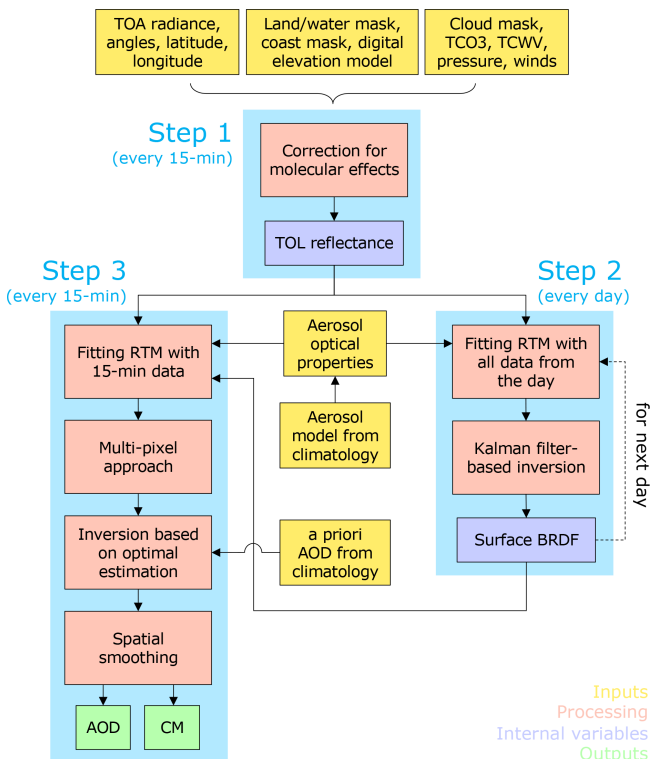 TOA radiance,
angles, latitude,
longitude
Land/water mask,
coast mask, digital
elevation model
Cloud mask,
TCO3, TCWV,
pressure, winds
Step 1
(every 15-min)
Correction for
molecular effects
TOL reflectance
Step 3
(every 15-min)
Step 2
(every day)
Fitting RTM with
15-min data
Aerosol
optical
properties
Fitting RTM with
all data from
the day
Aerosol
model from
climatology
for next day
Multi-pixel
approach
Kalman filter-
based inversion
Inversion based
on optimal
estimation
a priori
AOD from
climatology
Surface BRDF
Spatial
smoothing
AOD
CM
Inputs
Processing
Internal variables
Outputs